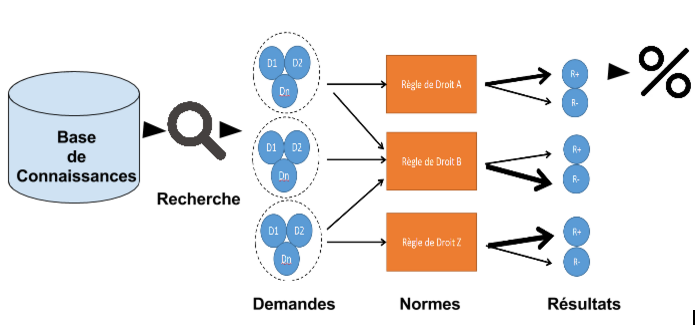 Base
de
Connaissances
Recherche
D1 D2
Dn
D1 D2
Dn
D1 D2
Dn
Demandes
Règle de Droit A
Règle de Droit B
Règle de Droit Z
Normes
R+
R-
R+
R-
R+
R-
Résultats
%